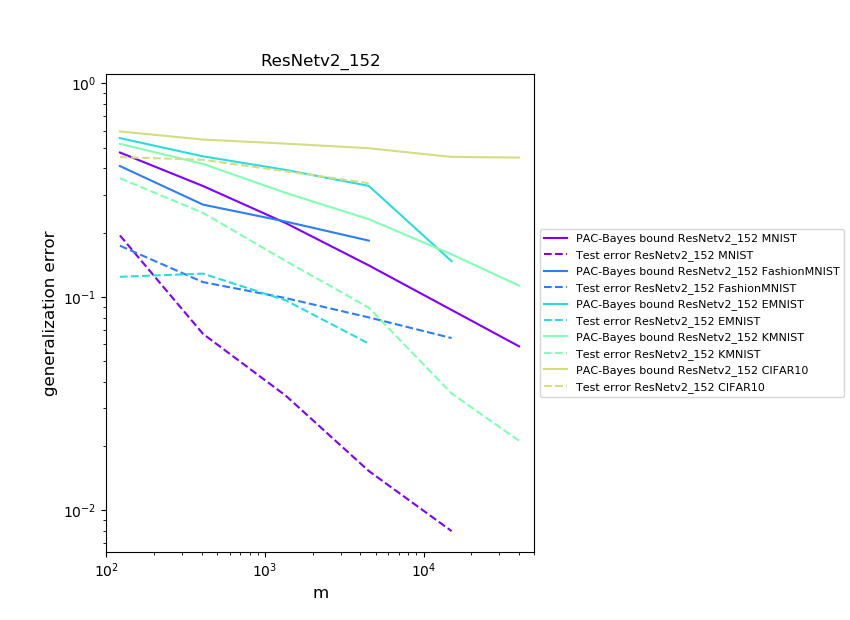 ResNetv2_152
10⁰
10⁻¹
10⁻²
generalization error
10²
10³
10⁴
m
PAC-Bayes bound ResNetv2_152 MNIST
Test error ResNetv2_152 MNIST
PAC-Bayes bound ResNetv2_152 FashionMNIST
Test error ResNetv2_152 FashionMNIST
PAC-Bayes bound ResNetv2_152 EMNIST
Test error ResNetv2_152 EMNIST
PAC-Bayes bound ResNetv2_152 KMNIST
Test error ResNetv2_152 KMNIST
PAC-Bayes bound ResNetv2_152 CIFAR10
Test error ResNetv2_152 CIFAR10